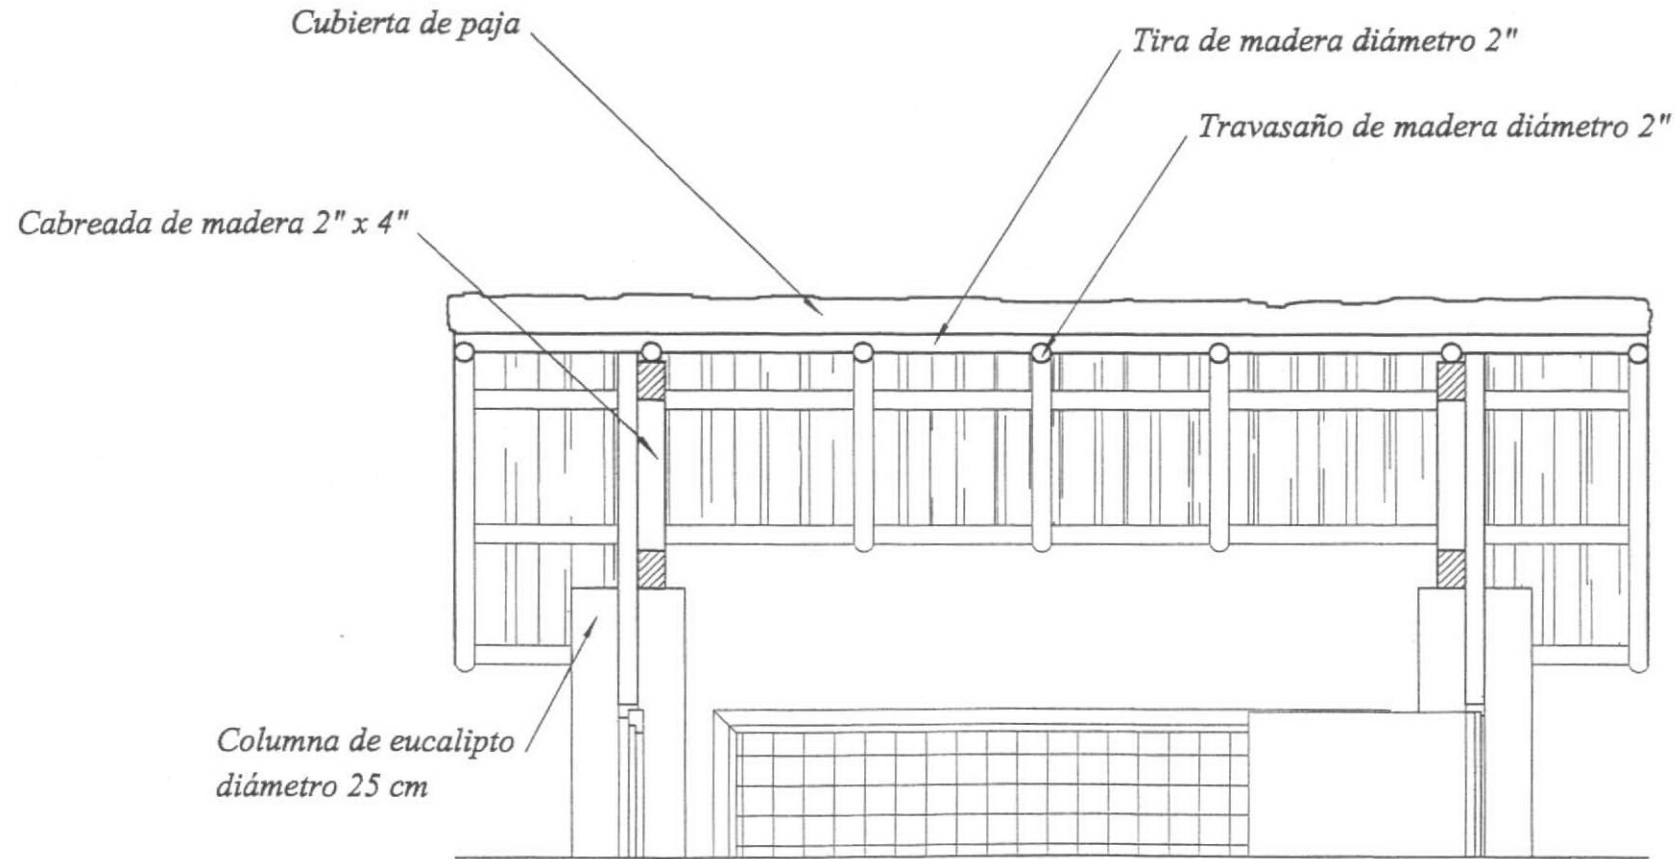 Cubierta de paja
Tira de madera diámetro 2"
Travasaño de madera diámetro 2"
Cabreada de madera 2" x 4"
Columna de eucalipto
diámetro 25 cm